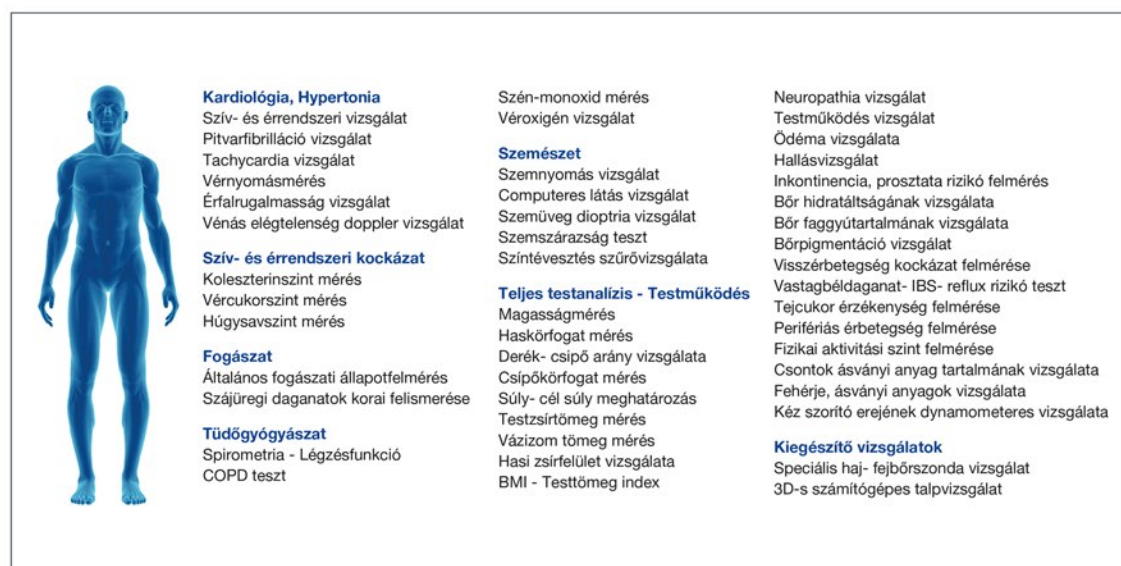 Kardiológia, Hypertonia
Szív- és érrendszeri vizsgálat
Pitvarfibrilláció vizsgálat
Tachycardia vizsgálat
Vérnyomásmérés
Érfalrugalmasság vizsgálat
Vénás elégtelenség doppler vizsgálat
Szív- és érrendszeri kockázat
Koleszterinszint mérés
Vércukorszint mérés
Húgysavszint mérés
Fogászat
Általános fogászati állapotfelmérés
Szájüregi daganatok korai felismerése
Tüdőgyógyászat
Spirometria - Légzésfunkció
COPD teszt
Szén-monoxid mérés
Véroxigén vizsgálat
Szemészet
Szemnyomás vizsgálat
Computeres látás vizsgálat
Szemüveg dioptria vizsgálat
Szemszárazság teszt
Színtévesztés szűrővizsgálata
Teljes testanalízis - Testműködés
Magasságmérés
Haskörfogat mérés
Derék- csipő arány vizsgálata
Csípőkörfogat mérés
Súly- cél súly meghatározás
Testzsírtömeg mérés
Vázizom tömeg mérés
Hasi zsírfelület vizsgálata
BMI - Testtömeg index
Neuropathia vizsgálat
Testműködés vizsgálat
Ödéma vizsgálata
Hallásvizsgálat
Inkontinencia, prosztata rizikó felmérés
Bőr hidratáltságának vizsgálata
Bőr faggyútartalmának vizsgálata
Bőrpigmentáció vizsgálat
Visszérbetegség kockázat felmérése
Vastagbéldaganat- IBS- reflux rizikó teszt
Tejcukor érzékenység felmérése
Perifériás érbetegség felmérése
Fizikai aktivitási szint felmérése
Csontok ásványi anyag tartalmának vizsgálata
Fehérje, ásványi anyagok vizsgálata
Kéz szorító erejének dynamometeres vizsgálata
Kiegészítő vizsgálatok
Speciális haj- fejbőrszonda vizsgálat
3D-s számítógépes talpvizsgálat